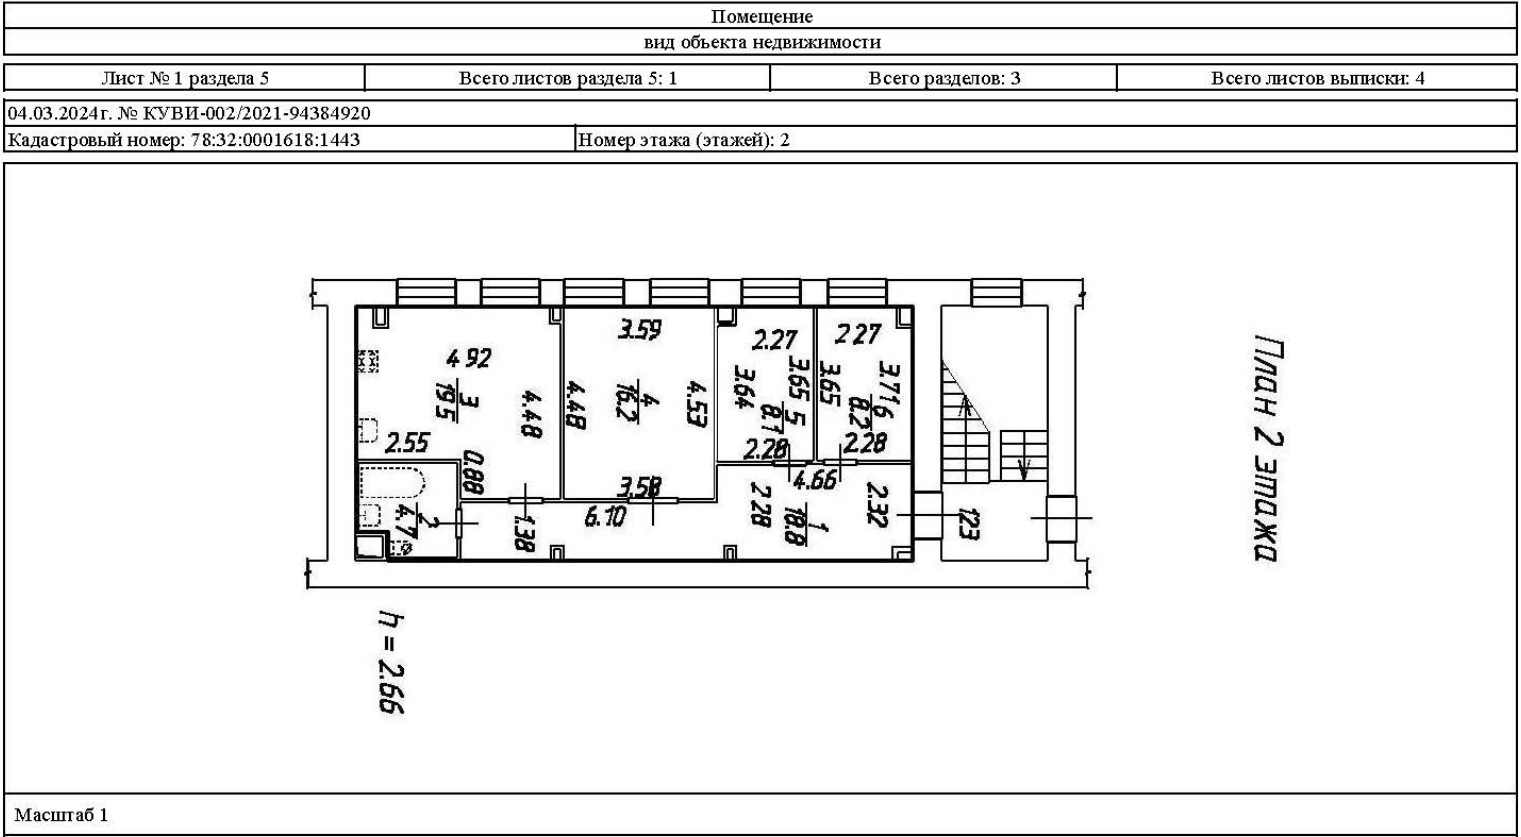 Помещение
вид объекта недвижимости
Лист № 1 раздела 5
Всего листов раздела 5: 1
Всего разделов: 3
Всего листов выписки: 4
04.03.2024г. № КУВИ-002/2021-94384920
Кадастровый номер: 78:32:0001618:1443
Номер этажа (этажей): 2
4.92
3
19.5
4.48
2.55
0.88
3.59
4.48
4
16.2
4.53
3.58
2.27
3.64
3.65
5
8.1
2.28
2.27
3.65
3.71
6
8.2
2.28
4.66
2
4.7
1.38
6.10
2.28
1
18.8
2.32
123
План 2 этажа
h = 2.66
Масштаб 1